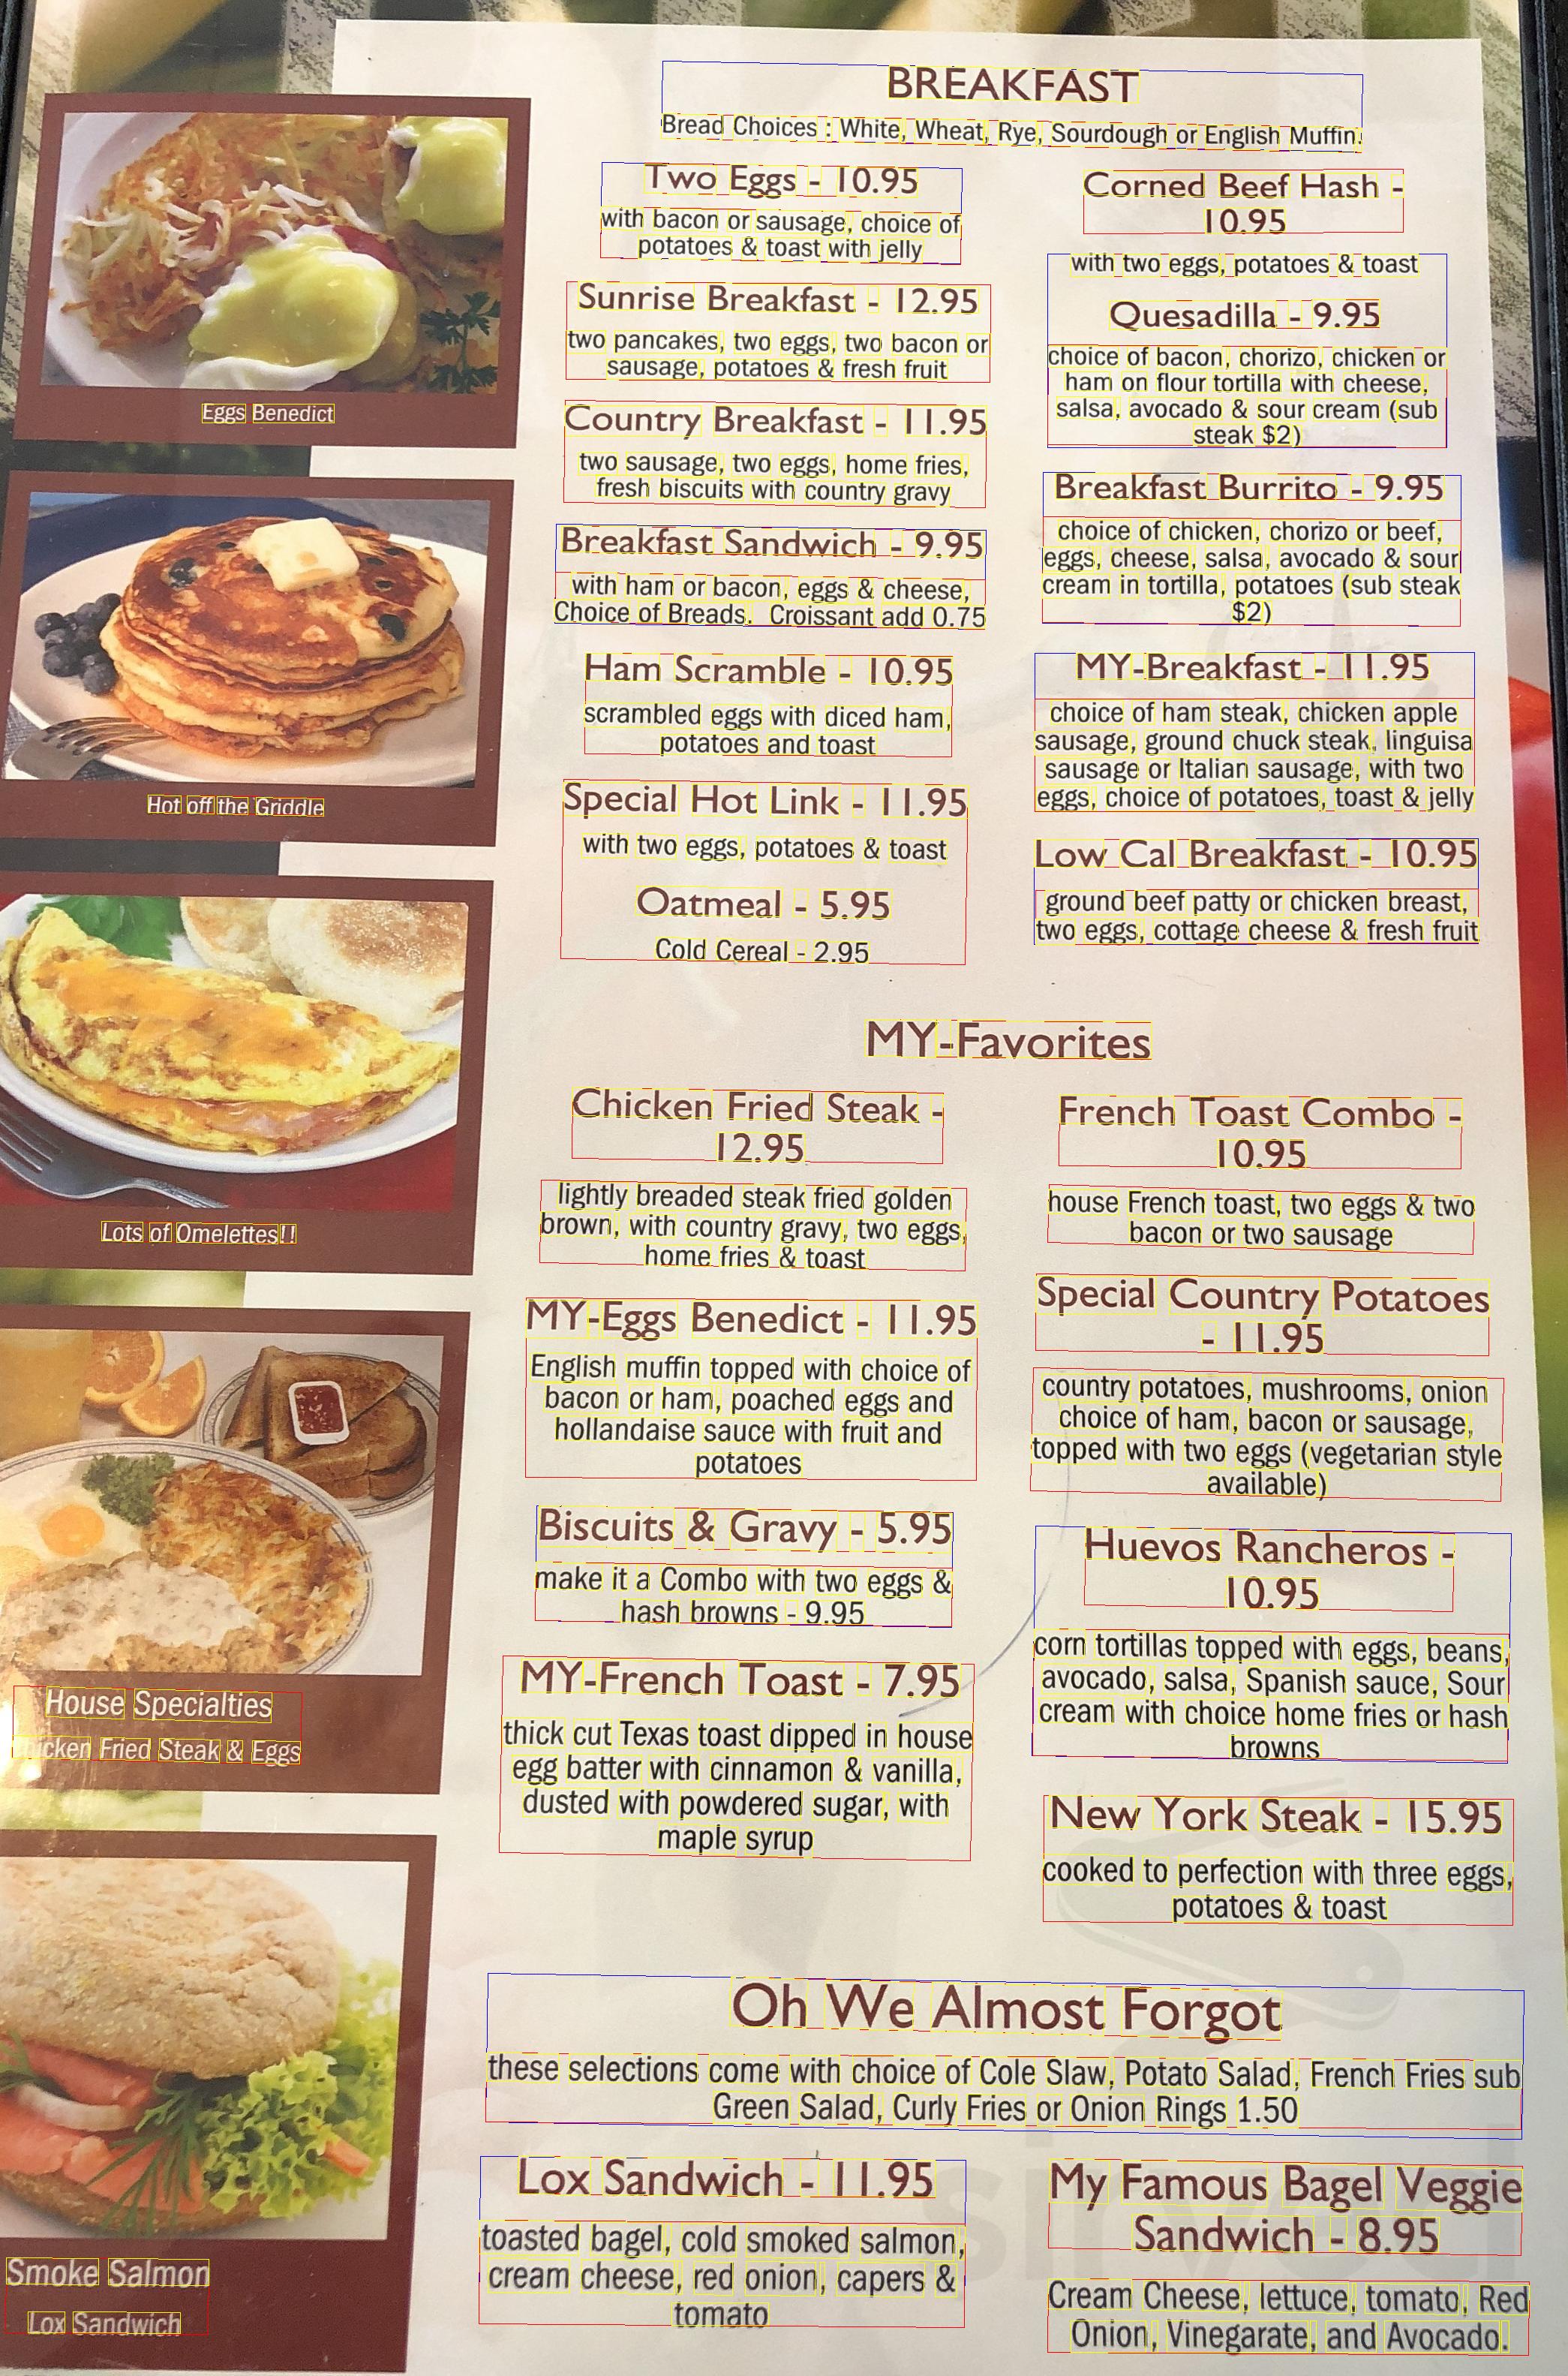 BREAKFAST
Bread Choices : White, Wheat, Rye, Sourdough or English Muffin.
Two Eggs - 10.95
with bacon or sausage, choice of
potatoes & toast with jelly
Sunrise Breakfast - 12.95
two pancakes, two eggs, two bacon or
sausage, potatoes & fresh fruit
Country Breakfast - 11.95
two sausage, two eggs, home fries,
fresh biscuits with country gravy
Breakfast Sandwich - 9.95
with ham or bacon, eggs & cheese,
Choice of Breads.  Croissant add 0.75
Ham Scramble - 10.95
scrambled eggs with diced ham,
potatoes and toast
Special Hot Link - 11.95
with two eggs, potatoes & toast
Oatmeal - 5.95
Cold Cereal - 2.95
Corned Beef Hash -
10.95
with two eggs, potatoes & toast
Quesadilla - 9.95
choice of bacon, chorizo, chicken or
ham on flour tortilla with cheese,
salsa, avocado & sour cream (sub
steak $2)
Breakfast Burrito - 9.95
choice of chicken, chorizo or beef,
eggs, cheese, salsa, avocado & sour
cream in tortilla, potatoes (sub steak
$2)
MY-Breakfast - 11.95
choice of ham steak, chicken apple
sausage, ground chuck steak, linguisa
sausage or Italian sausage, with two
eggs, choice of potatoes, toast & jelly
Low Cal Breakfast - 10.95
ground beef patty or chicken breast,
two eggs, cottage cheese & fresh fruit
MY-Favorites
Chicken Fried Steak -
12.95
lightly breaded steak fried golden
brown, with country gravy, two eggs,
home fries & toast
MY-Eggs Benedict - 11.95
English muffin topped with choice of
bacon or ham, poached eggs and
hollandaise sauce with fruit and
potatoes
Biscuits & Gravy - 5.95
make it a Combo with two eggs &
hash browns - 9.95
MY-French Toast - 7.95
thick cut Texas toast dipped in house
egg batter with cinnamon & vanilla,
dusted with powdered sugar, with
maple syrup
French Toast Combo -
10.95
house French toast, two eggs & two
bacon or two sausage
Special Country Potatoes
- 11.95
country potatoes, mushrooms, onion
choice of ham, bacon or sausage,
topped with two eggs (vegetarian style
available)
Huevos Rancheros -
10.95
corn tortillas topped with eggs, beans,
avocado, salsa, Spanish sauce, Sour
cream with choice home fries or hash
browns
New York Steak - 15.95
cooked to perfection with three eggs,
potatoes & toast
Oh We Almost Forgot
these selections come with choice of Cole Slaw, Potato Salad, French Fries sub
Green Salad, Curly Fries or Onion Rings 1.50
Lox Sandwich - 11.95
toasted bagel, cold smoked salmon,
cream cheese, red onion, capers &
tomato
My Famous Bagel Veggie
Sandwich - 8.95
Cream Cheese, lettuce, tomato, Red
Onion, Vinegarate, and Avocado.
Eggs Benedict
Hot off the Griddle
Lots of Omelettes!!
House Specialties
Fried Steak & Eggs
Smoke Salmon
Lox Sandwich